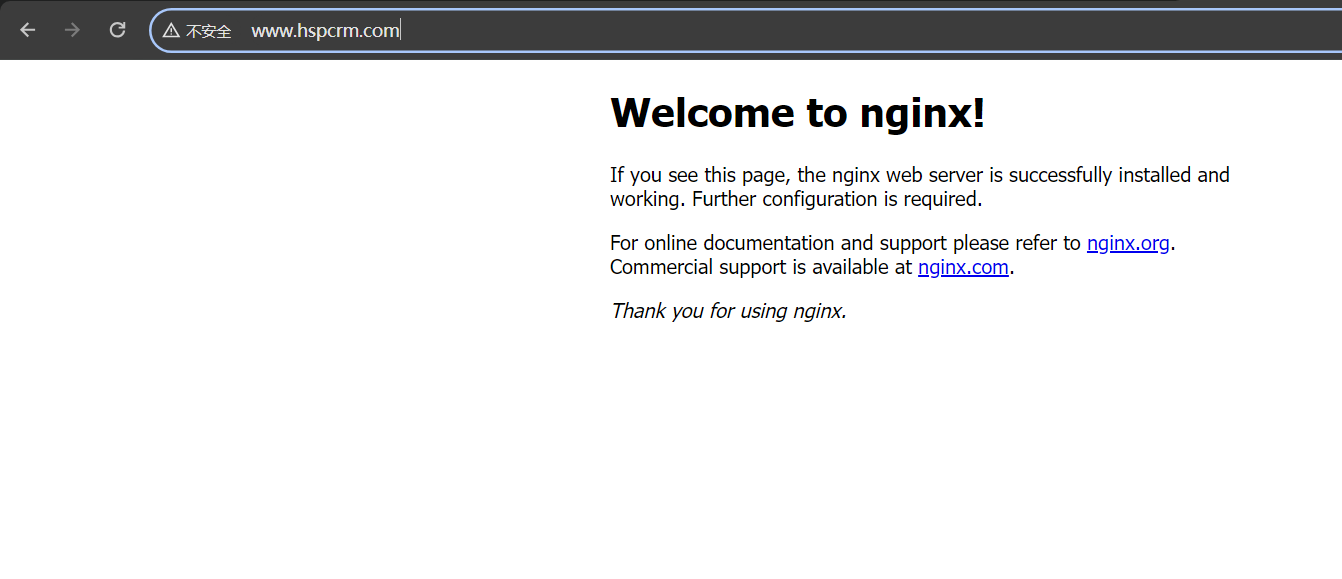 不安全 www.hspcrm.com
Welcome to nginx!
If you see this page, the nginx web server is successfully installed and
working. Further configuration is required.
For online documentation and support please refer to nginx.org.
Commercial support is available at nginx.com.
Thank you for using nginx.